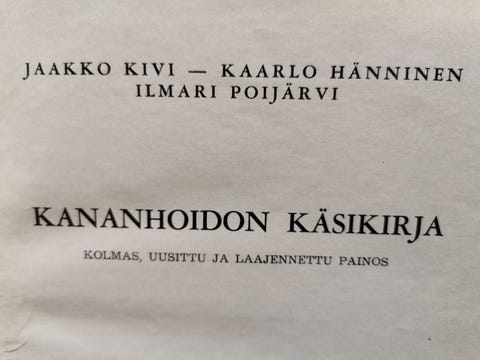 JAAKKO KIVI — KAARLO HÄNNINEN
ILMARI POIJÄRVI
KANANHOIDON KÄSIKIRJA
KOLMAS, UUSITTU JA LAAJENNETTU PAINOS